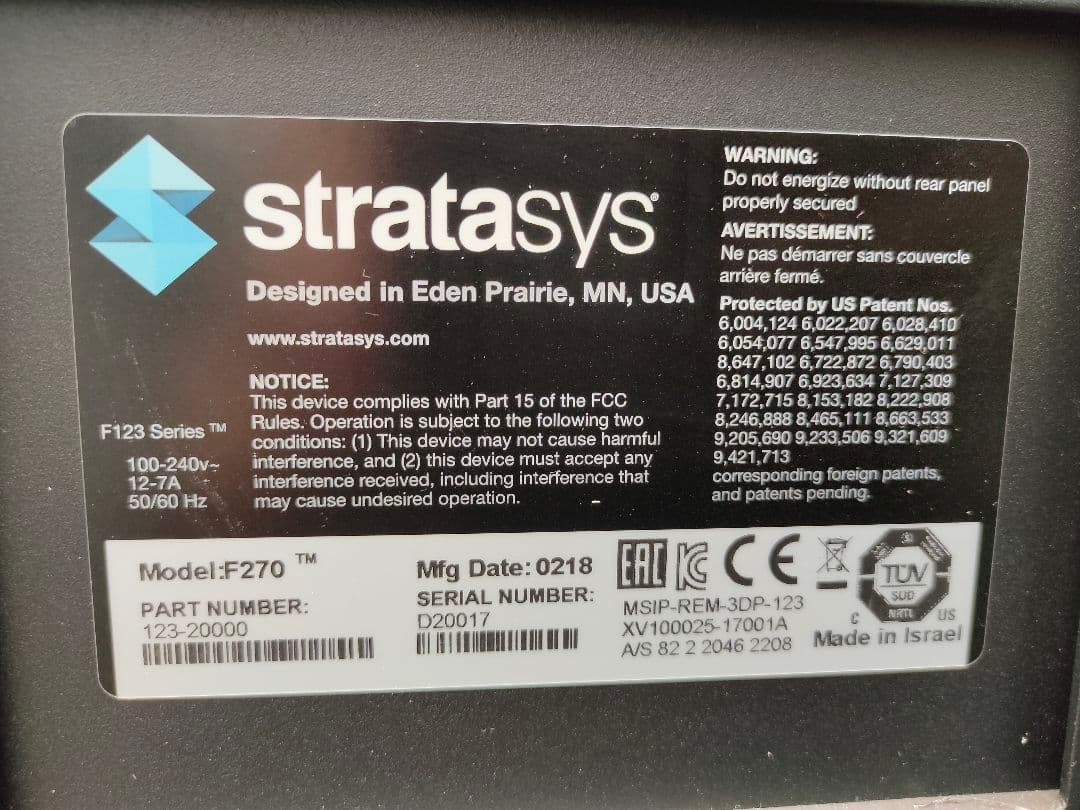 stratasys®
Designed in Eden Prairie, MN, USA
www.stratasys.com
NOTICE:
This device complies with Part 15 of the FCC
Rules. Operation is subject to the following two
conditions: (1) This device may not cause harmful
interference, and (2) this device must accept any
interference received, including interference that
may cause undesired operation.
F123 Series ™
100-240v~
12-7A
50/60 Hz
WARNING:
Do not energize without rear panel
properly secured
AVERTISSEMENT:
Ne pas démarrer sans couvercle
arrière fermé.
Protected by US Patent Nos.
6,004,124 6,022,207 6,028,410
6,054,077 6,547,995 6,629,011
8,647,102 6,722,872 6,790,403
6,814,907 6,923,634 7,127,309
7,172,715 8,153,182 8,222,908
8,246,888 8,465,111 8,663,533
9,205,690 9,233,506 9,321,609
9,421,713
corresponding foreign patents,
and patents pending.
Model:F270 ™
PART NUMBER:
123-20000
Mfg Date: 0218
SERIAL NUMBER:
D20017
EAC KC CE
MSIP-REM-3DP-123
XV100025-17001A
A/S 82 2 2046 2208
TÜV
SUD
NRTL
C US
Made in Israel